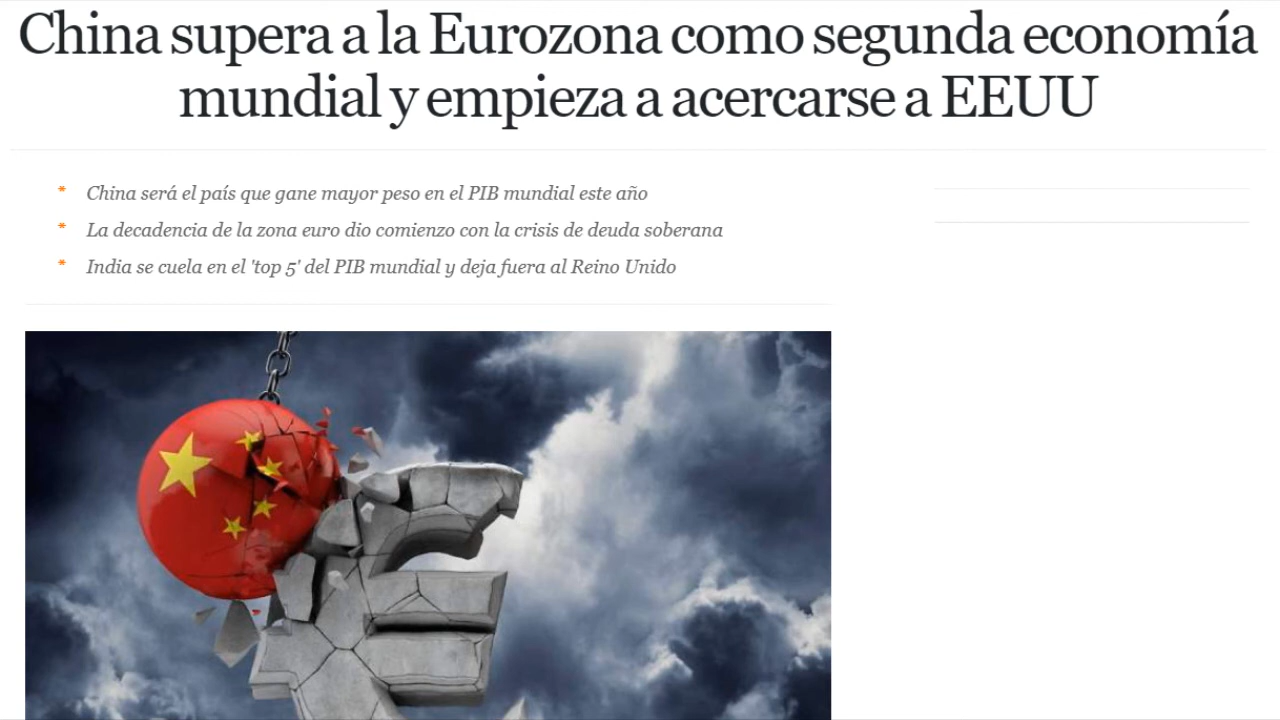 China supera a la Eurozona como segunda economía
mundial y empieza a acercarse a EEUU
* China será el país que gane mayor peso en el PIB mundial este año
* La decadencia de la zona euro dio comienzo con la crisis de deuda soberana
* India se cuela en el 'top 5' del PIB mundial y deja fuera al Reino Unido